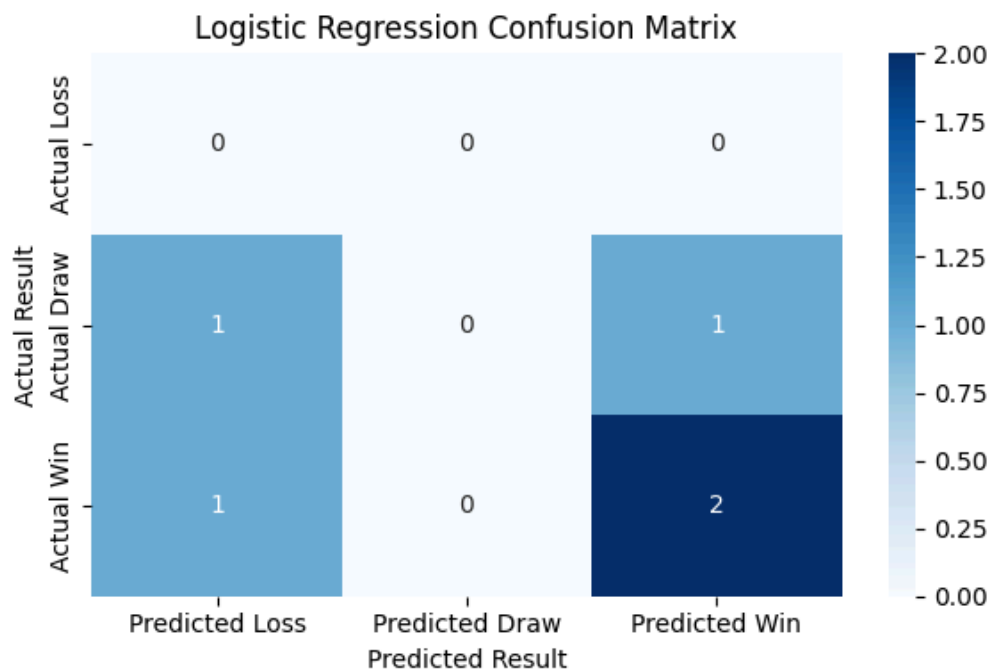 Logistic Regression Confusion Matrix
Actual Result
Actual Loss
0 0 0
Actual Draw
1 0 1
Actual Win
1 0 2
Predicted Loss Predicted Draw Predicted Win
Predicted Result
2.00
1.75
1.50
1.25
1.00
0.75
0.50
0.25
0.00